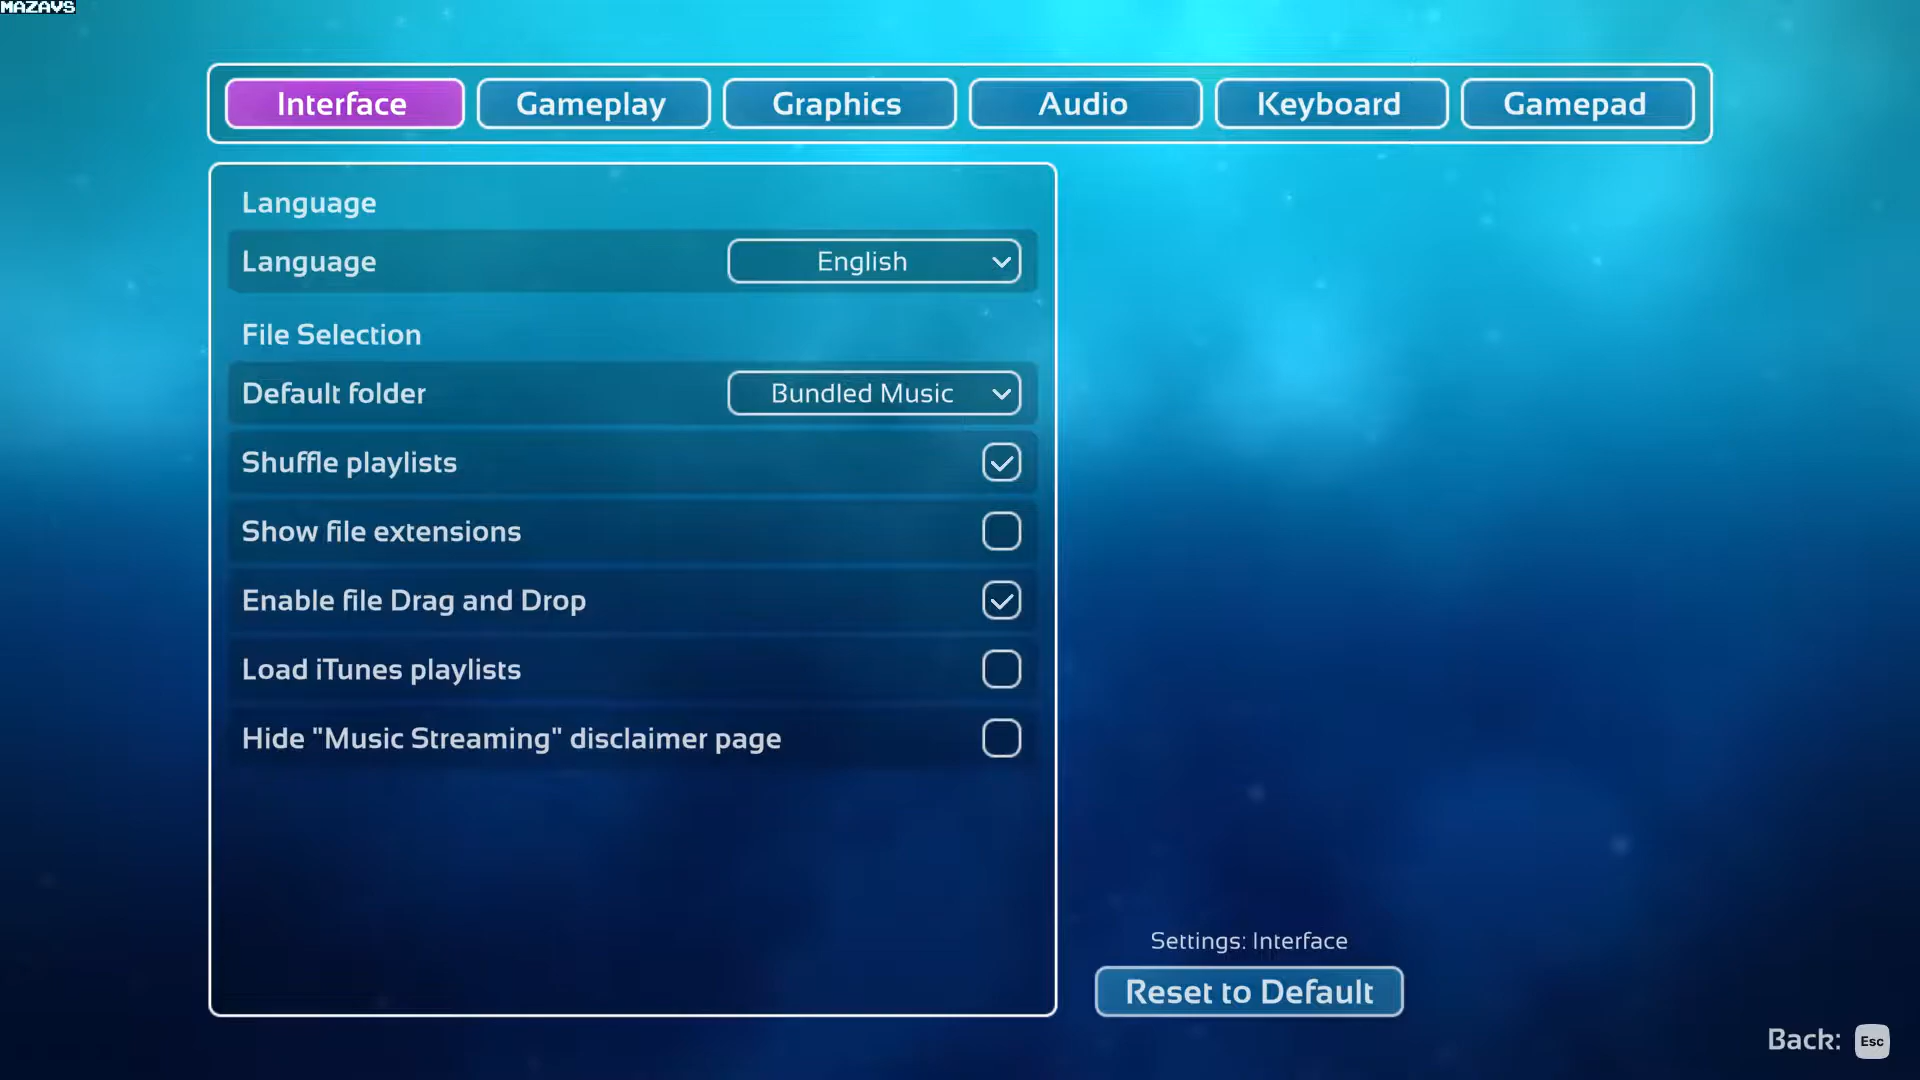 MAZAVS
Interface
Gameplay
Graphics
Audio
Keyboard
Gamepad
Language
Language
English
File Selection
Default folder
Bundled Music
Shuffle playlists
Show file extensions
Enable file Drag and Drop
Load iTunes playlists
Hide "Music Streaming" disclaimer page
Settings: Interface
Reset to Default
Back: Esc